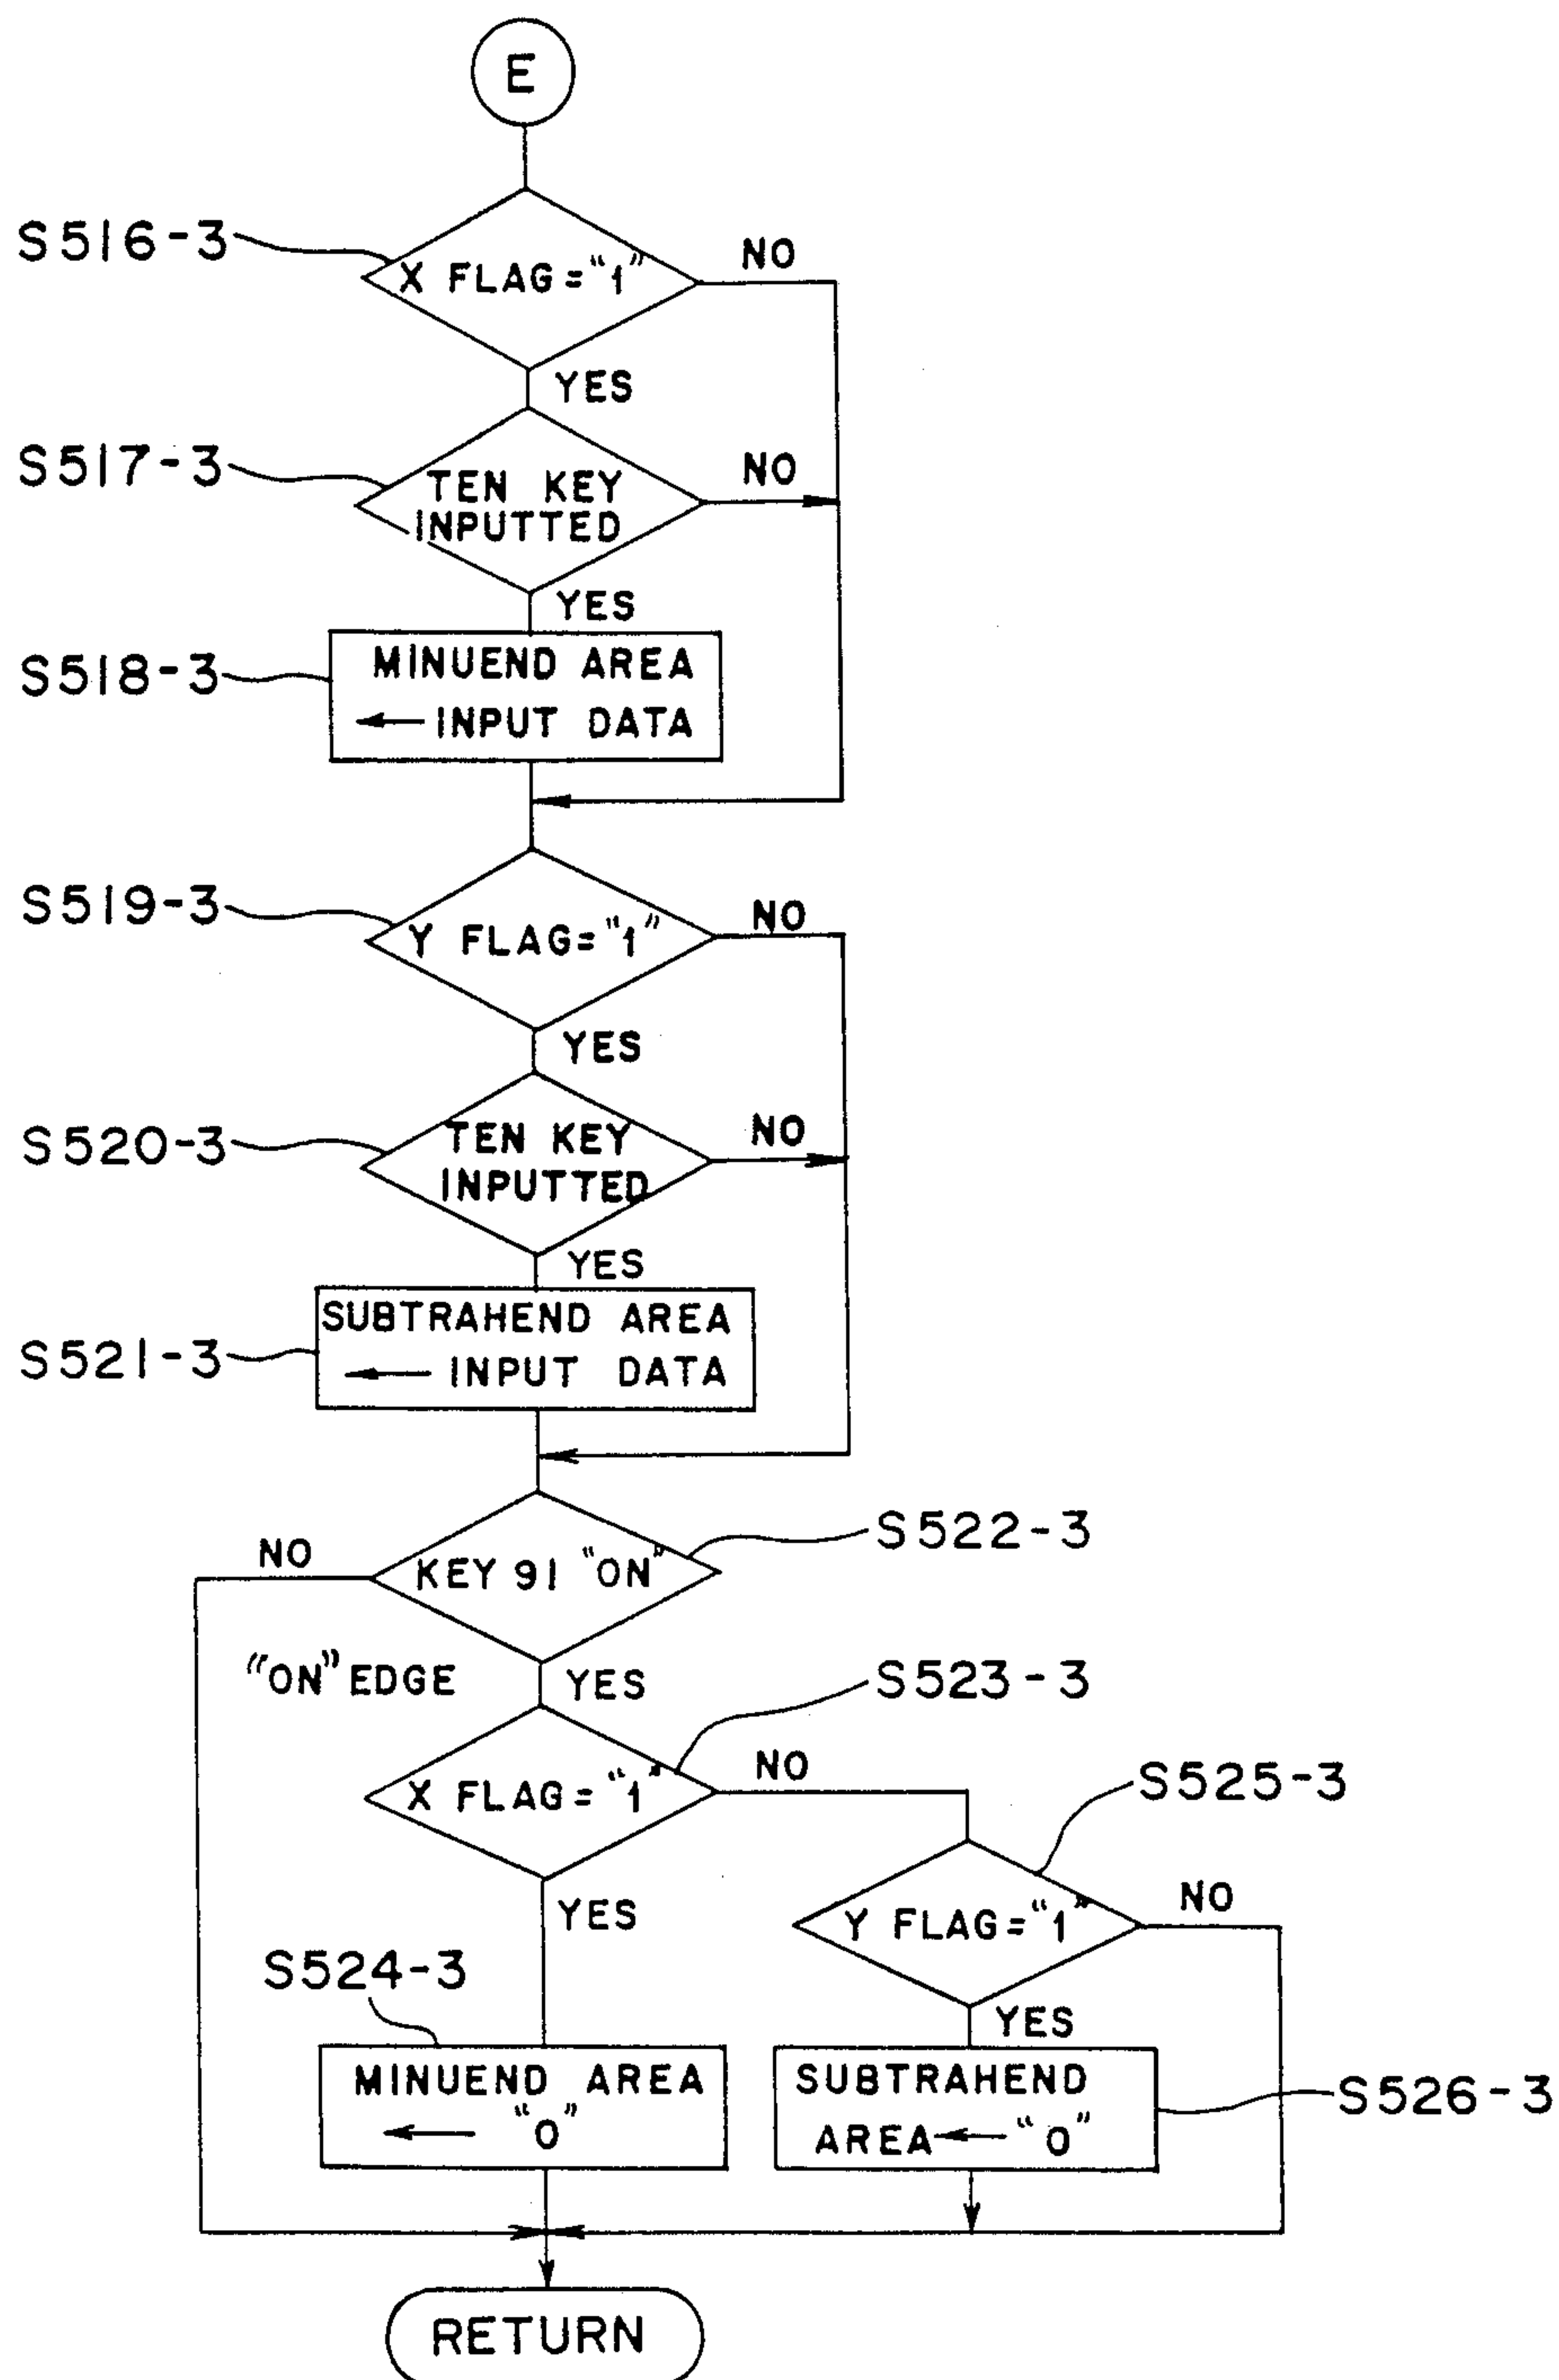 E
S516-3
X FLAG = "1"
NO
YES
S517-3
TEN KEY
INPUTTED
NO
YES
S518-3
MINUEND AREA
← INPUT DATA
S519-3
Y FLAG = "1"
NO
YES
S520-3
TEN KEY
INPUTTED
NO
YES
S521-3
SUBTRAHEND AREA
← INPUT DATA
S522-3
NO
KEY 91 "ON"
"ON" EDGE
YES
S523-3
X FLAG = "1"
NO
S525-3
YES
Y FLAG = "1"
NO
S524-3
YES
MINUEND AREA
← "0"
SUBTRAHEND
AREA ← "0"
S526-3
RETURN